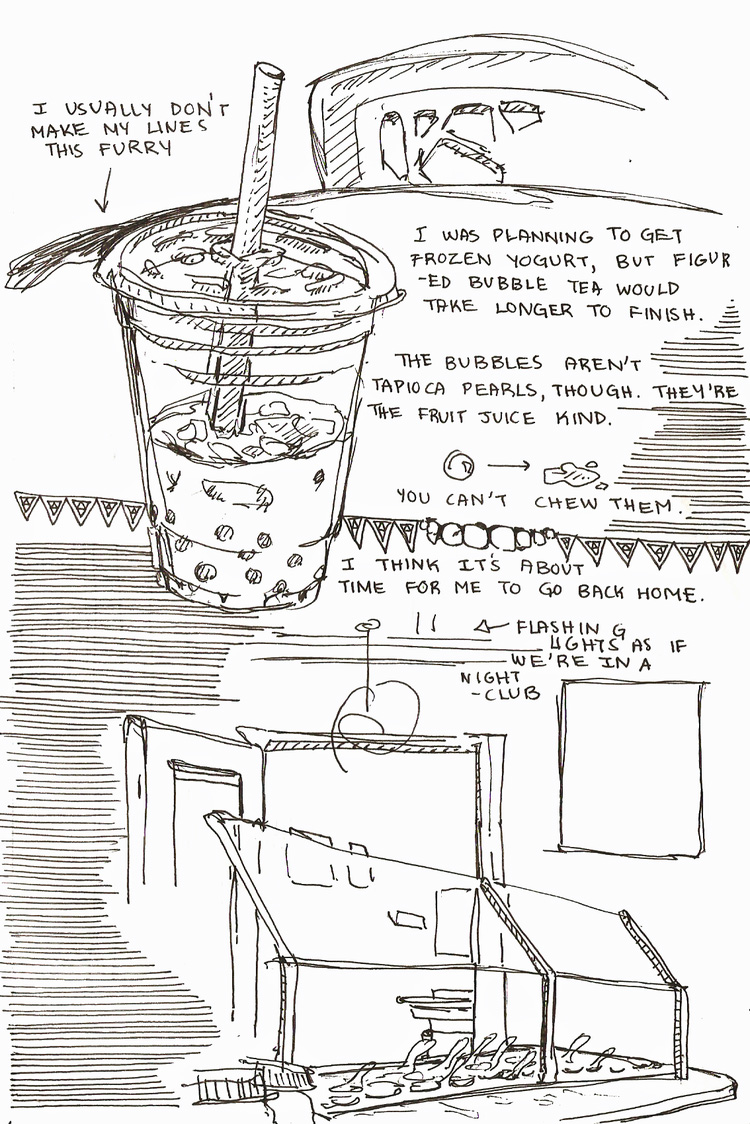 I USUALLY DON'T
MAKE MY LINES
THIS FURRY
I WAS PLANNING TO GET
FROZEN YOGURT, BUT FIGUR
-ED BUBBLE TEA WOULD
TAKE LONGER TO FINISH.
THE BUBBLES AREN'T
TAPIOCA PEARLS, THOUGH. THEY'RE
THE FRUIT JUICE KIND.
YOU CAN'T CHEW THEM.
I THINK IT'S ABOUT
TIME FOR ME TO GO BACK HOME.
FLASHING
LIGHTS AS IF
WE'RE IN A
NIGHT
-CLUB